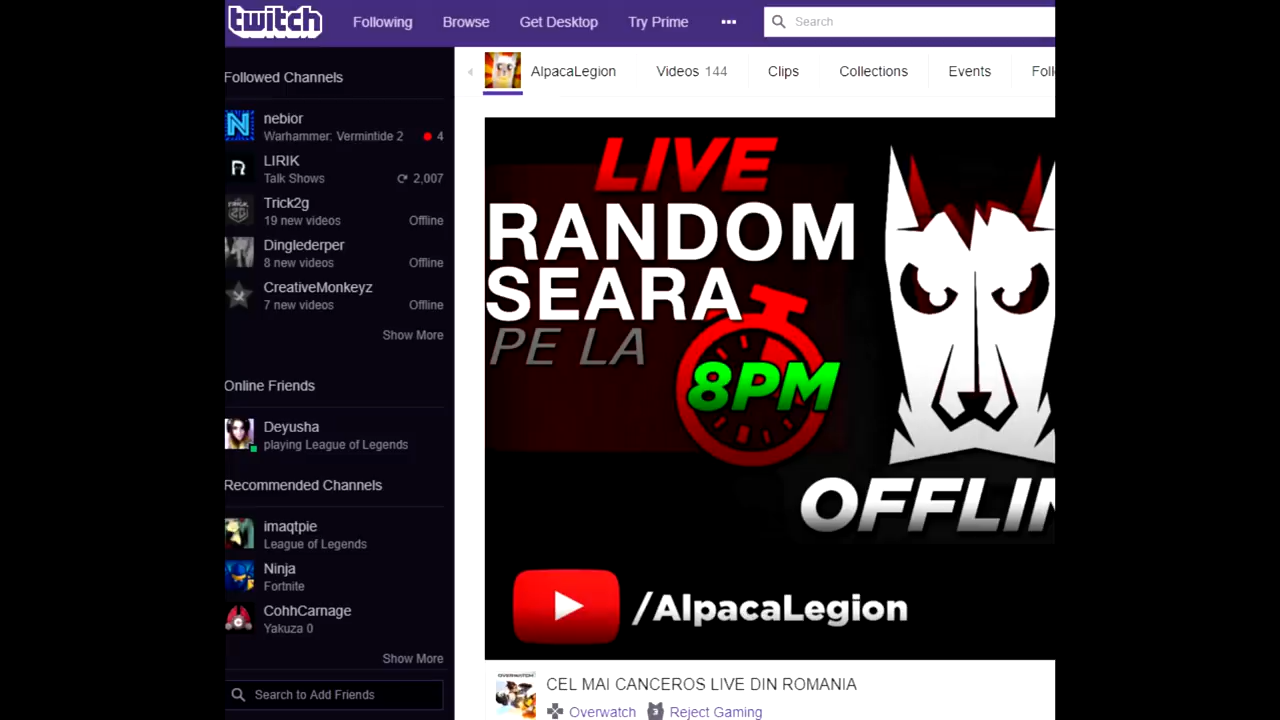 twitch Following Browse Get Desktop Try Prime ••• Search
Followed Channels
nebior
Warhammer: Vermintide 2 4
LIRIK
Talk Shows 2,007
Trick2g
19 new videos Offline
Dinglederper
8 new videos Offline
CreativeMonkeyz
7 new videos Offline
Show More
Online Friends
Deyusha
playing League of Legends
Recommended Channels
imaqtpie
League of Legends
Ninja
Fortnite
CohhCarnage
Yakuza 0
Show More
Search to Add Friends
AlpacaLegion Videos 144 Clips Collections Events Foll
LIVE
RANDOM
SEARA
PE LA
8PM
OFFLIN
/AlpacaLegion
CEL MAI CANCEROS LIVE DIN ROMANIA
Overwatch Reject Gaming